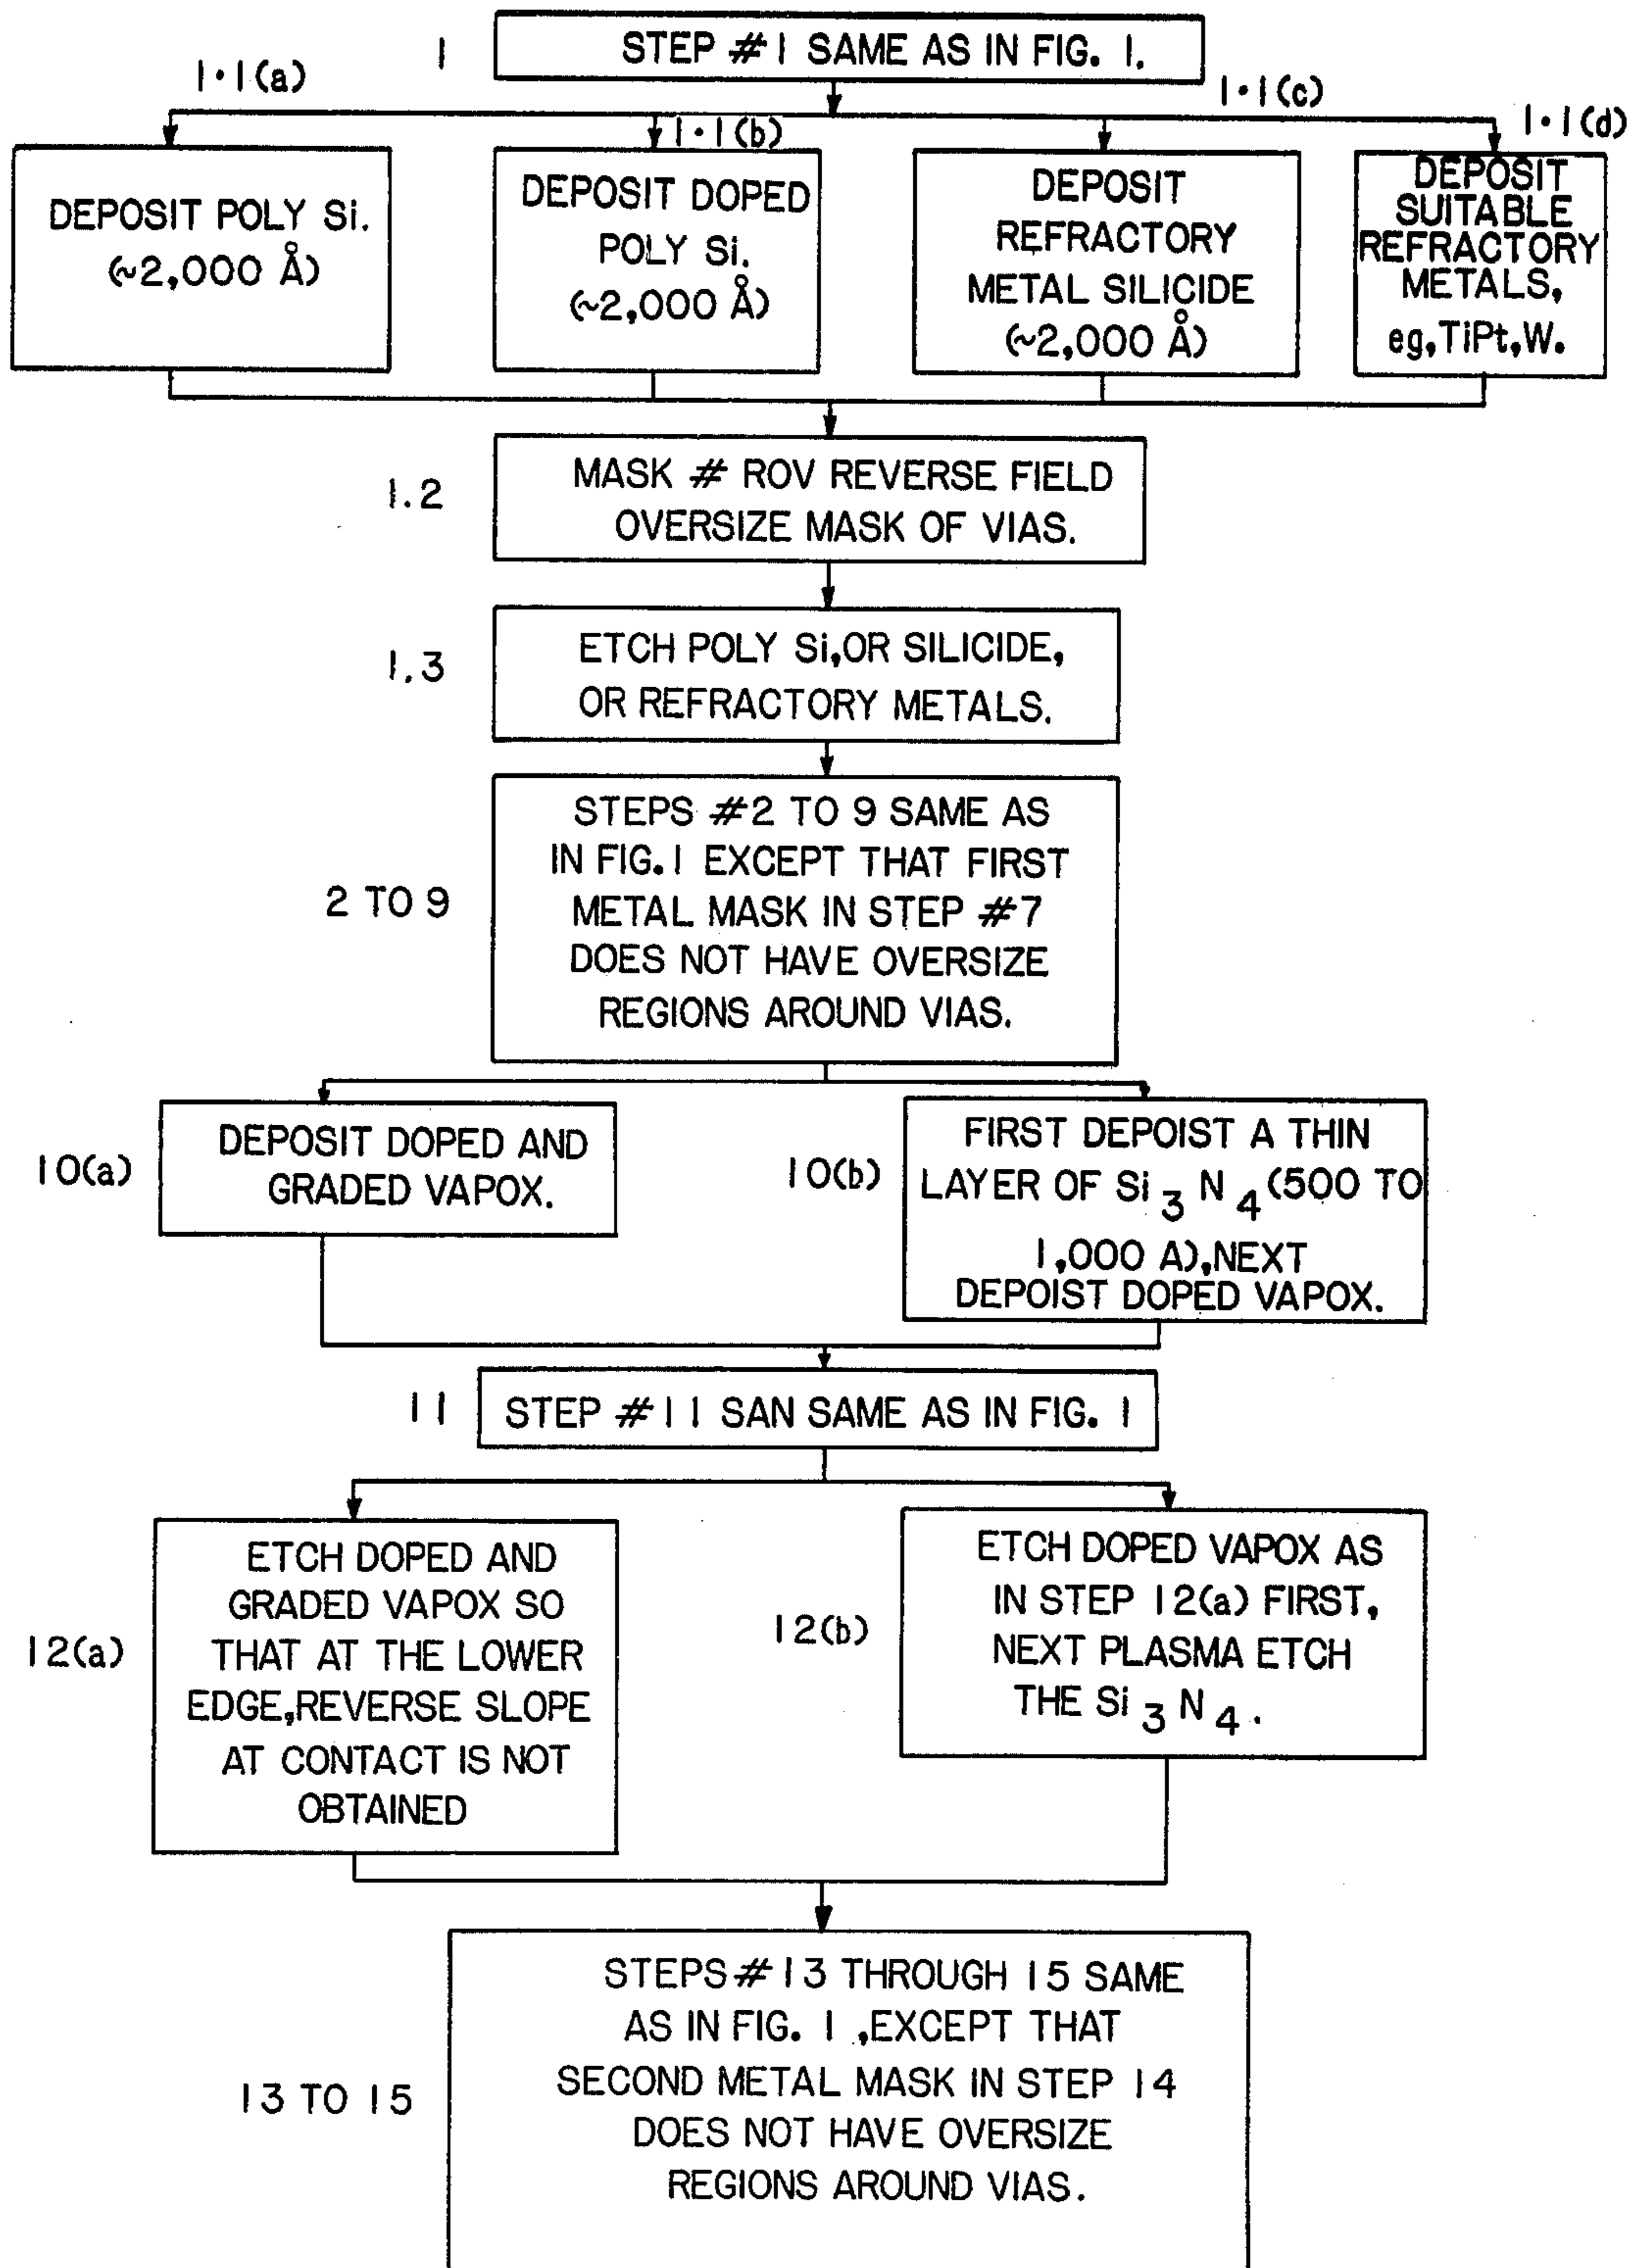 1
STEP #1 SAME AS IN FIG. 1.
1·1(a)
1·1(b)
1·1(c)
1·1(d)
DEPOSIT POLY Si.
(~2,000 Å)
DEPOSIT DOPED
POLY Si.
(~2,000 Å)
DEPOSIT
REFRACTORY
METAL SILICIDE
(~2,000 Å)
DEPOSIT
SUITABLE
REFRACTORY
METALS,
eg,TiPt,W.
1.2
MASK # ROV REVERSE FIELD
OVERSIZE MASK OF VIAS.
1.3
ETCH POLY Si,OR SILICIDE,
OR REFRACTORY METALS.
2 TO 9
STEPS #2 TO 9 SAME AS
IN FIG.1 EXCEPT THAT FIRST
METAL MASK IN STEP #7
DOES NOT HAVE OVERSIZE
REGIONS AROUND VIAS.
10(a)
DEPOSIT DOPED AND
GRADED VAPOX.
10(b)
FIRST DEPOIST A THIN
LAYER OF Si 3 N 4 (500 TO
1,000 A),NEXT
DEPOIST DOPED VAPOX.
11
STEP #11 SAN SAME AS IN FIG. 1
12(a)
ETCH DOPED AND
GRADED VAPOX SO
THAT AT THE LOWER
EDGE,REVERSE SLOPE
AT CONTACT IS NOT
OBTAINED
12(b)
ETCH DOPED VAPOX AS
IN STEP 12(a) FIRST,
NEXT PLASMA ETCH
THE Si 3 N 4 .
13 TO 15
STEPS #13 THROUGH 15 SAME
AS IN FIG. 1 ,EXCEPT THAT
SECOND METAL MASK IN STEP 14
DOES NOT HAVE OVERSIZE
REGIONS AROUND VIAS.